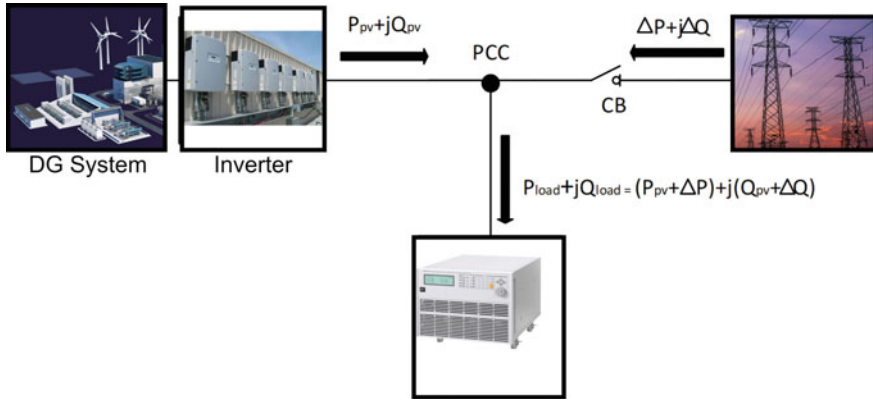 Ppv+jQpv
ΔP+jΔQ
PCC
CB
DG System
Inverter
Pload+jQload = (Ppv+ΔP)+j(Qpv+ΔQ)